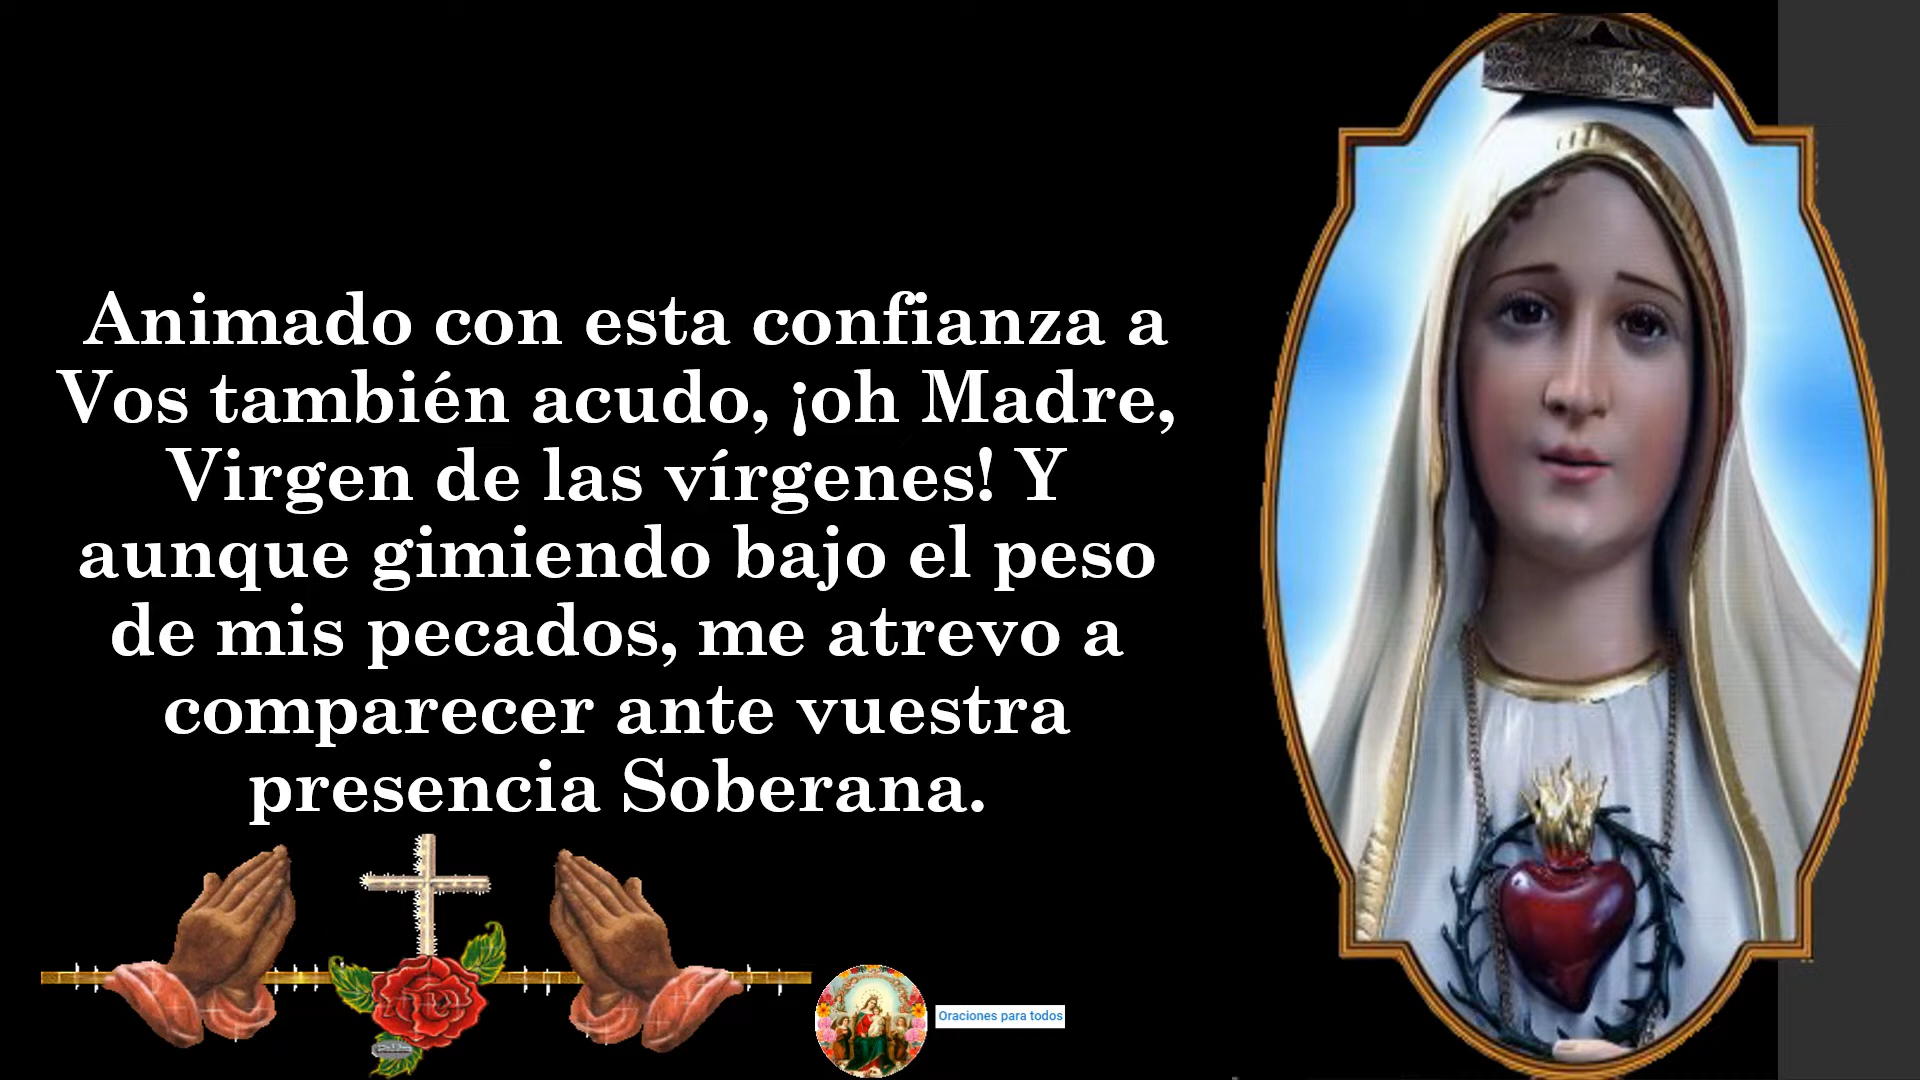 Animado con esta confianza a
Vos también acudo, ¡oh Madre,
Virgen de las vírgenes! Y
aunque gimiendo bajo el peso
de mis pecados, me atrevo a
comparecer ante vuestra
presencia Soberana.
Oraciones para todos